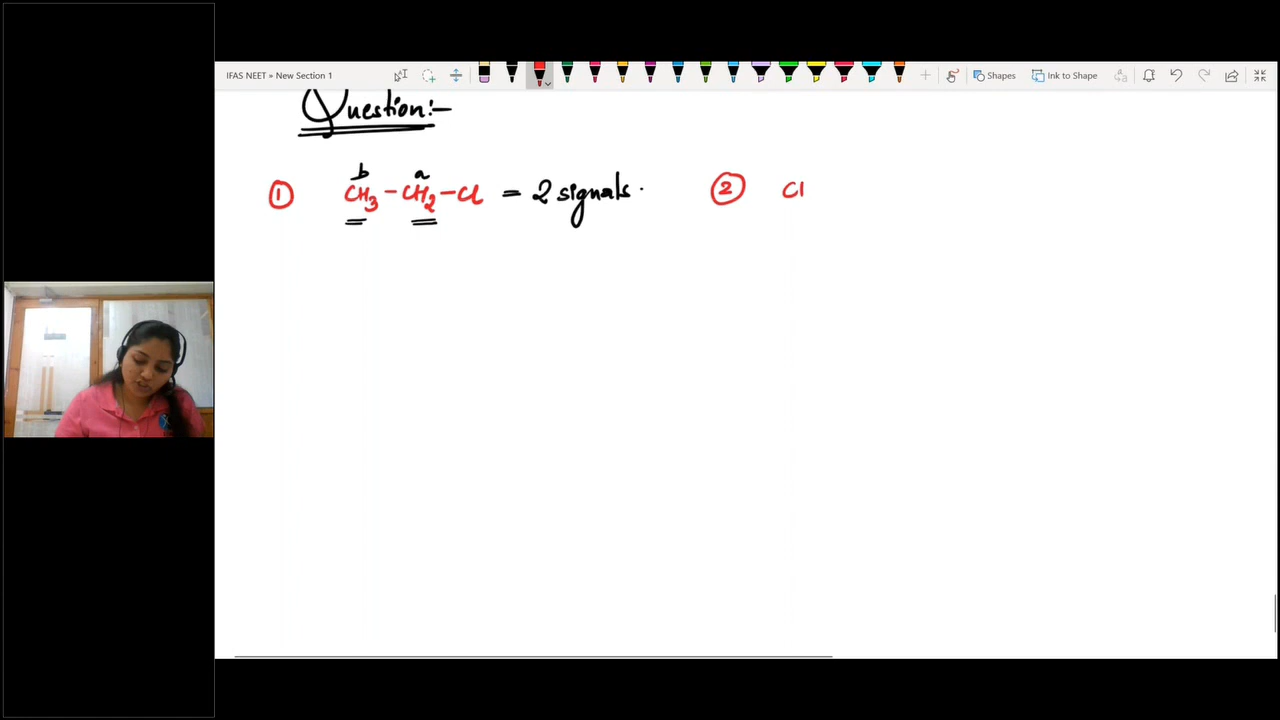 IFAS NEET » New Section 1
Shapes
Ink to Shape
Question:-
b a
① CH₃-CH₂-Cl = 2 signals.
② Cl